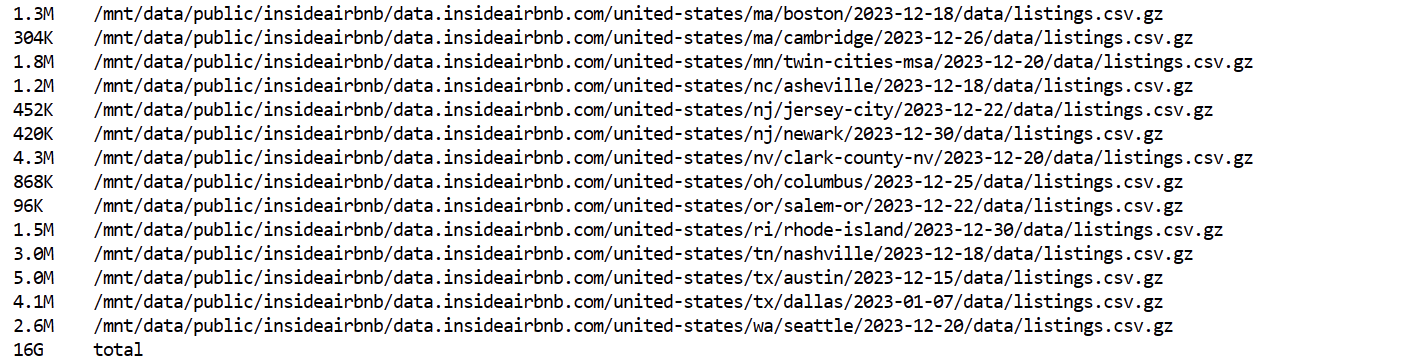 1.3M /mnt/data/public/insideairbnb/data.insideairbnb.com/united-states/ma/boston/2023-12-18/data/listings.csv.gz
304K /mnt/data/public/insideairbnb/data.insideairbnb.com/united-states/ma/cambridge/2023-12-26/data/listings.csv.gz
1.8M /mnt/data/public/insideairbnb/data.insideairbnb.com/united-states/mn/twin-cities-msa/2023-12-20/data/listings.csv.gz
1.2M /mnt/data/public/insideairbnb/data.insideairbnb.com/united-states/nc/asheville/2023-12-18/data/listings.csv.gz
452K /mnt/data/public/insideairbnb/data.insideairbnb.com/united-states/nj/jersey-city/2023-12-22/data/listings.csv.gz
420K /mnt/data/public/insideairbnb/data.insideairbnb.com/united-states/nj/newark/2023-12-30/data/listings.csv.gz
4.3M /mnt/data/public/insideairbnb/data.insideairbnb.com/united-states/nv/clark-county-nv/2023-12-20/data/listings.csv.gz
868K /mnt/data/public/insideairbnb/data.insideairbnb.com/united-states/oh/columbus/2023-12-25/data/listings.csv.gz
96K /mnt/data/public/insideairbnb/data.insideairbnb.com/united-states/or/salem-or/2023-12-22/data/listings.csv.gz
1.5M /mnt/data/public/insideairbnb/data.insideairbnb.com/united-states/ri/rhode-island/2023-12-30/data/listings.csv.gz
3.0M /mnt/data/public/insideairbnb/data.insideairbnb.com/united-states/tn/nashville/2023-12-18/data/listings.csv.gz
5.0M /mnt/data/public/insideairbnb/data.insideairbnb.com/united-states/tx/austin/2023-12-15/data/listings.csv.gz
4.1M /mnt/data/public/insideairbnb/data.insideairbnb.com/united-states/tx/dallas/2023-01-07/data/listings.csv.gz
2.6M /mnt/data/public/insideairbnb/data.insideairbnb.com/united-states/wa/seattle/2023-12-20/data/listings.csv.gz
16G total